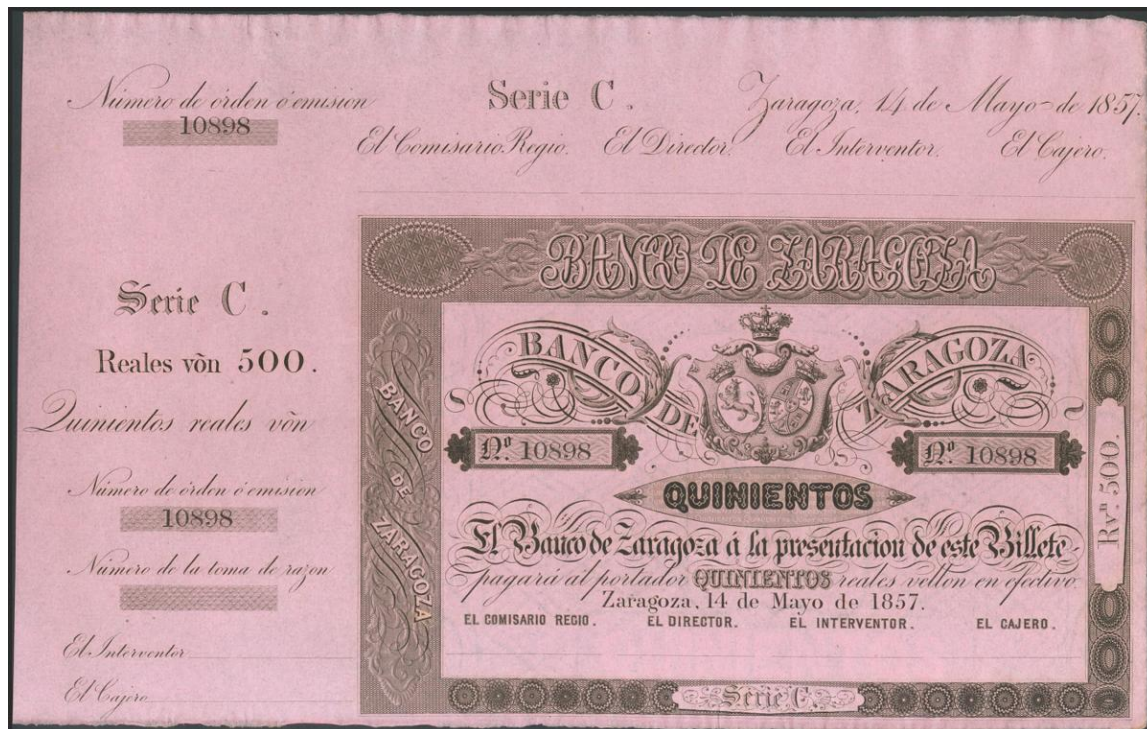 Número de órden ó emision
10898
Serie C.
Zaragoza, 14 de Mayo de 1857.
El Comisario Regio. El Director. El Interventor. El Cajero.
Serie C.
Reales vòn 500.
Quinientos reales vòn
Número de órden ó emision
10898
Número de la toma de razon
El Interventor
El Cajero
BANCO DE ZARAGOZA
BANCO DE ZARAGOZA
BANCO DE ZARAGOZA
Nº. 10898
Nº. 10898
QUINIENTOS
El Banco de Zaragoza á la presentacion de este Billete
pagará al portador QUINIENTOS reales vellon en efectivo
Zaragoza, 14 de Mayo de 1857.
EL COMISARIO REGIO. EL DIRECTOR. EL INTERVENTOR. EL CAJERO.
Rvⁿ. 500.
Serie C.